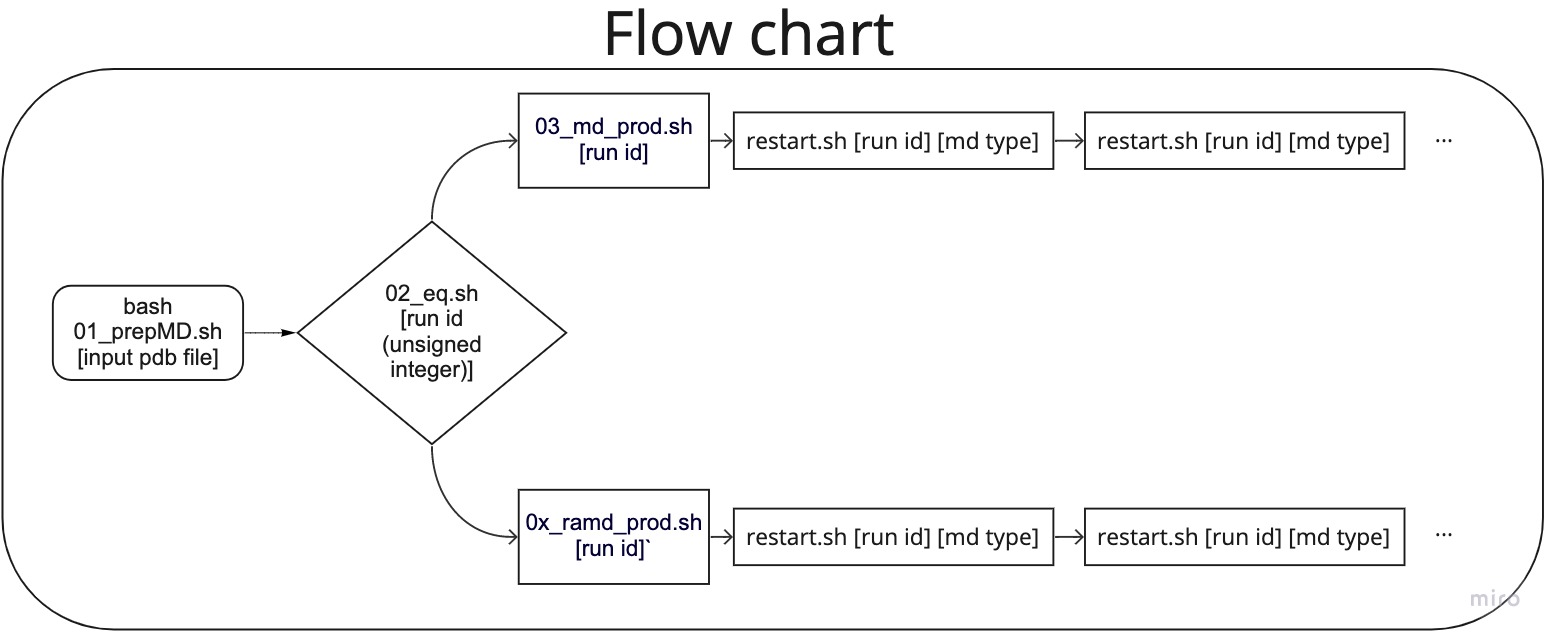 Flow chart
03_md_prod.sh
[run id]
restart.sh [run id] [md type]
restart.sh [run id] [md type]
...
bash
01_prepMD.sh
[input pdb file]
02_eq.sh
[run id
(unsigned
integer)]
0x_ramd_prod.sh
[run id]`
restart.sh [run id] [md type]
restart.sh [run id] [md type]
...
miro